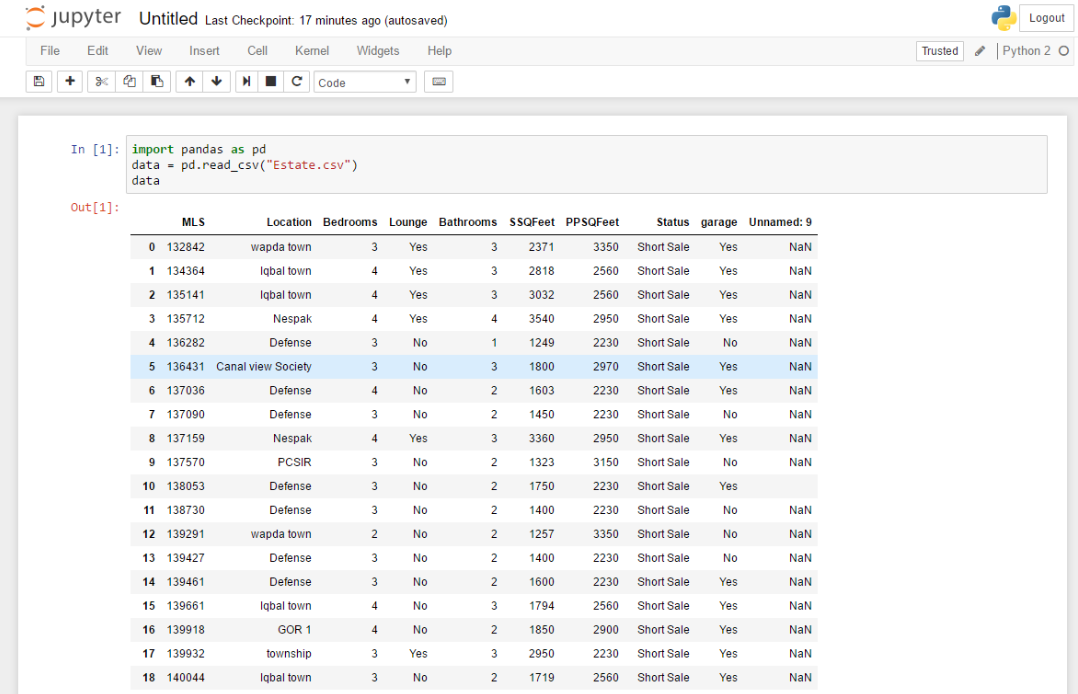 jupyter Untitled Last Checkpoint: 17 minutes ago (autosaved) Logout
File Edit View Insert Cell Kernel Widgets Help Trusted Python 2
Code
In [1]: import pandas as pd
data = pd.read_csv("Estate.csv")
data
Out[1]:
MLS Location Bedrooms Lounge Bathrooms SSQFeet PPSQFeet Status garage Unnamed: 9
0 132842 wapda town 3 Yes 3 2371 3350 Short Sale Yes NaN
1 134364 Iqbal town 4 Yes 3 2818 2560 Short Sale Yes NaN
2 135141 Iqbal town 4 Yes 3 3032 2560 Short Sale Yes NaN
3 135712 Nespak 4 Yes 4 3540 2950 Short Sale Yes NaN
4 136282 Defense 3 No 1 1249 2230 Short Sale No NaN
5 136431 Canal view Society 3 No 3 1800 2970 Short Sale Yes NaN
6 137036 Defense 4 No 2 1603 2230 Short Sale Yes NaN
7 137090 Defense 3 No 2 1450 2230 Short Sale No NaN
8 137159 Nespak 4 Yes 3 3360 2950 Short Sale Yes NaN
9 137570 PCSIR 3 No 2 1323 3150 Short Sale No NaN
10 138053 Defense 3 No 2 1750 2230 Short Sale Yes
11 138730 Defense 3 No 2 1400 2230 Short Sale No NaN
12 139291 wapda town 2 No 2 1257 3350 Short Sale No NaN
13 139427 Defense 3 No 2 1400 2230 Short Sale No NaN
14 139461 Defense 3 No 2 1600 2230 Short Sale Yes NaN
15 139661 Iqbal town 4 No 3 1794 2560 Short Sale Yes NaN
16 139918 GOR 1 4 No 2 1850 2900 Short Sale Yes NaN
17 139932 township 3 Yes 3 2950 2230 Short Sale Yes NaN
18 140044 Iqbal town 3 No 2 1719 2560 Short Sale Yes NaN